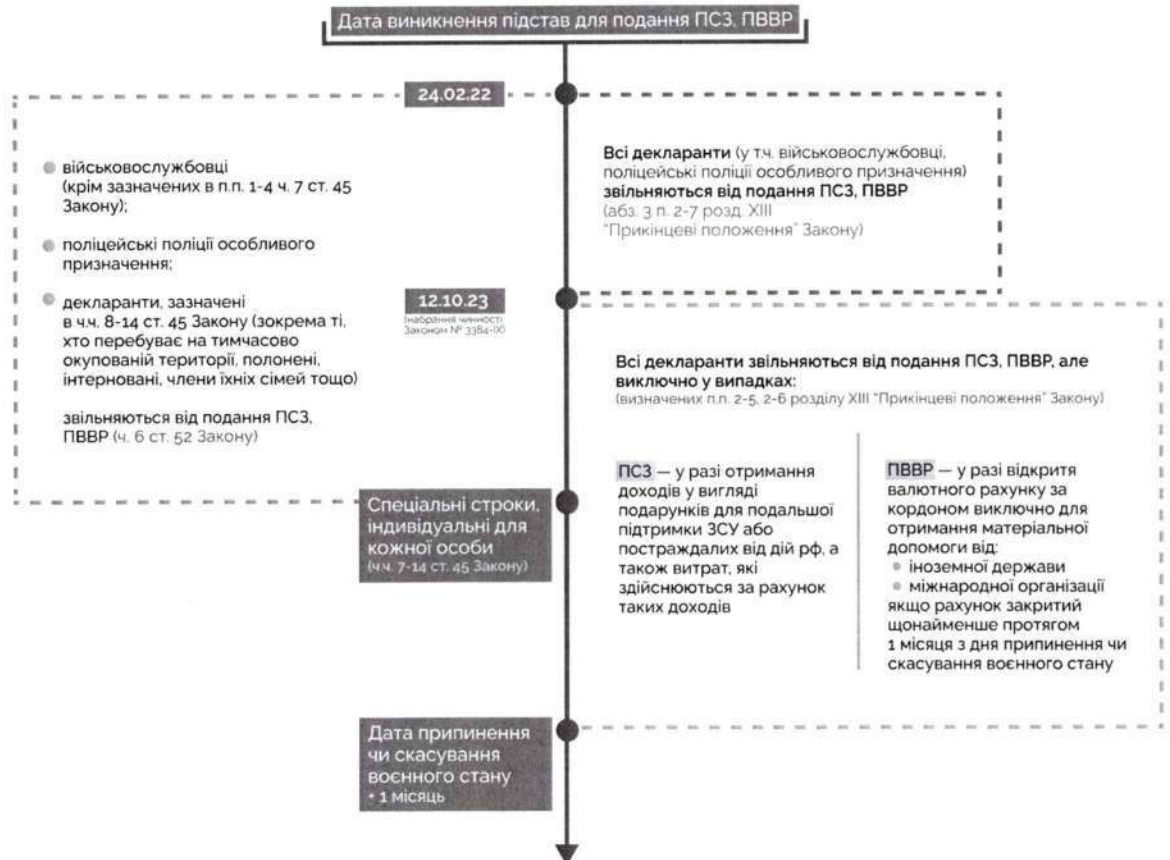 Дата виникнення підстав для подання ПСЗ, ПВВР
24.02.22
військовослужбовці
(крім зазначених в п.п. 1-4 ч. 7 ст. 45
Закону);
поліцейські поліції особливого
призначення;
декларанти, зазначені
в ч.ч. 8-14 ст. 45 Закону (зокрема ті,
хто перебуває на тимчасово
окупованій території, полонені,
інтерновані, члени їхніх сімей тощо)
звільняються від подання ПСЗ,
ПВВР (ч. 6 ст. 52 Закону)
Всі декларанти (у т.ч. військовослужбовці,
поліцейські поліції особливого призначення)
звільняються від подання ПСЗ, ПВВР
(абз. 3 п. 2-7 розд. XIII
"Прикінцеві положення" Закону)
12.10.23
(набрання чинності
Законом № 3384-IX)
Всі декларанти звільняються від подання ПСЗ, ПВВР, але
виключно у випадках:
(визначених п.п. 2-5, 2-6 розділу XIII "Прикінцеві положення" Закону)
ПСЗ — у разі отримання
доходів у вигляді
подарунків для подальшої
підтримки ЗСУ або
постраждалих від дій рф, а
також витрат, які
здійснюються за рахунок
таких доходів
ПВВР — у разі відкритя
валютного рахунку за
кордоном виключно для
отримання матеріальної
допомоги від:
іноземної держави
міжнародної організації
якщо рахунок закритий
щонайменше протягом
1 місяця з дня припинення чи
скасування воєнного стану
Спеціальні строки,
індивідуальні для
кожної особи
(ч.ч. 7-14 ст. 45 Закону)
Дата припинення
чи скасування
воєнного стану
+ 1 місяць